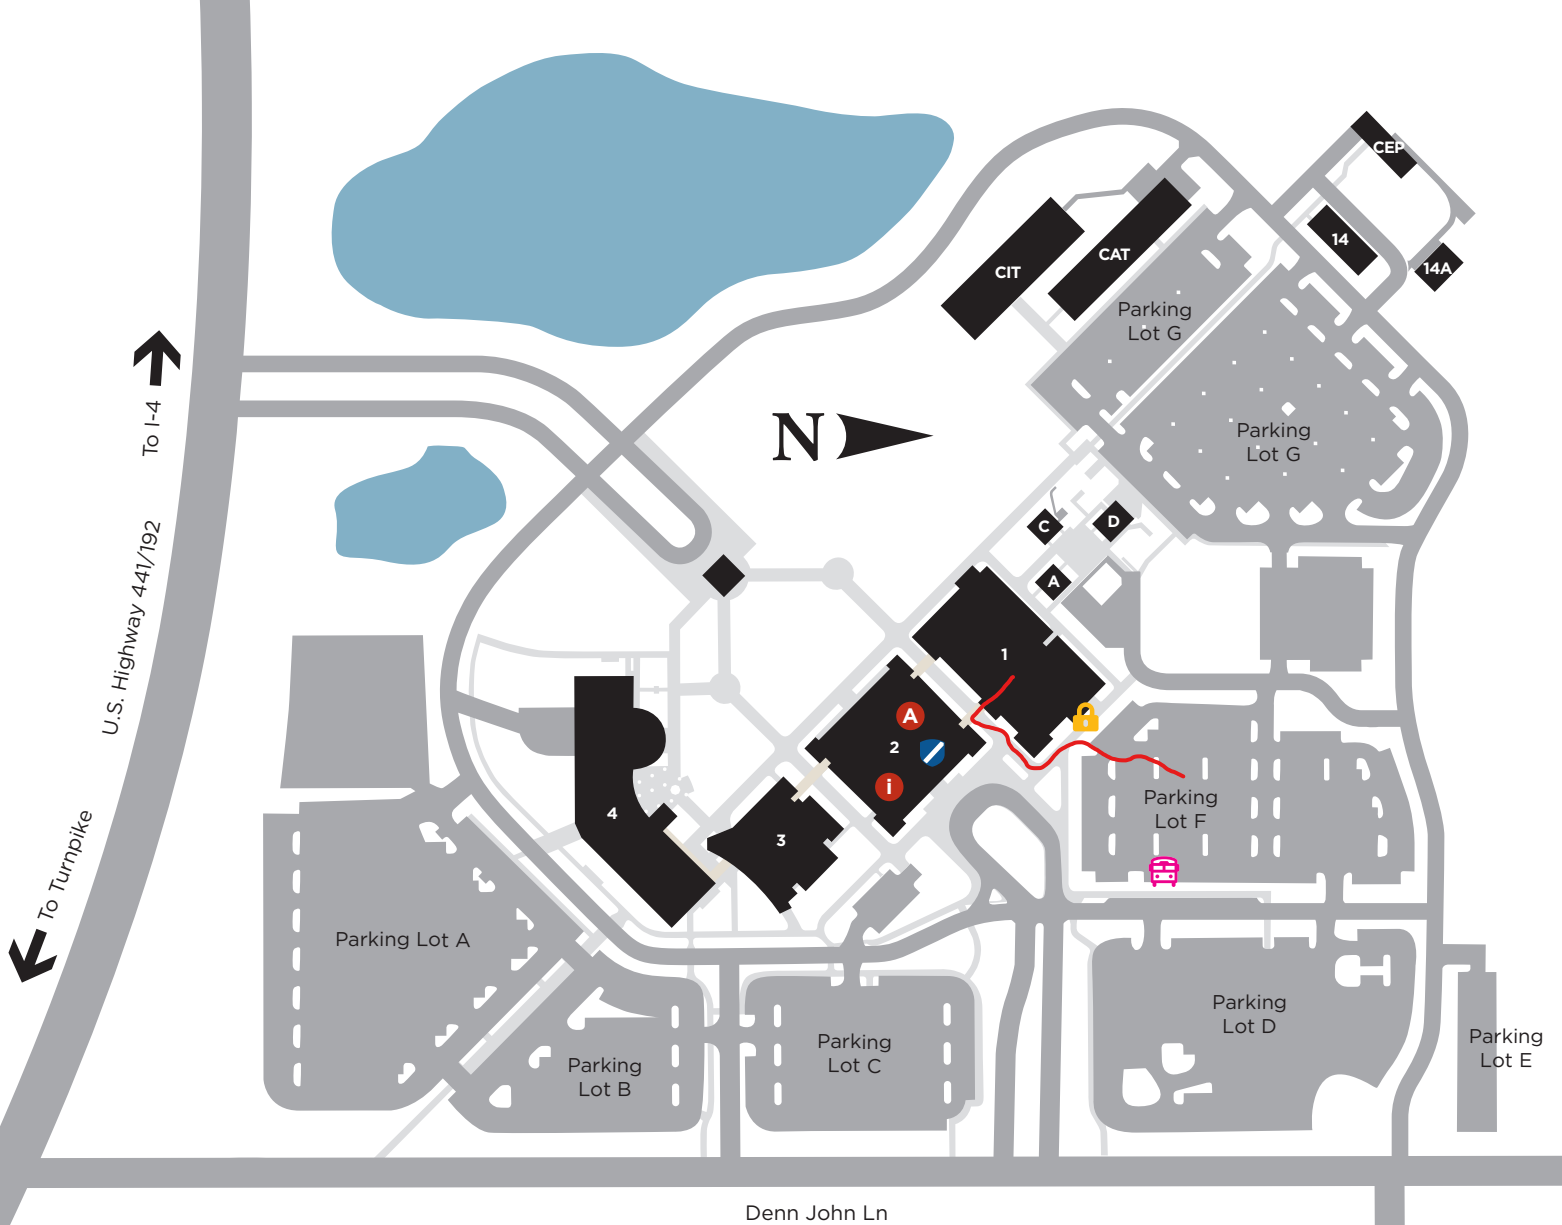 CEP
14
14A
CAT
CIT
Parking
Lot G
To I-4
N
Parking
Lot G
C
D
A
U.S. Highway 441/192
1
A
2
i
Parking
Lot F
4
3
To Turnpike
Parking Lot A
Parking
Lot D
Parking
Lot E
Parking
Lot C
Parking
Lot B
Denn John Ln